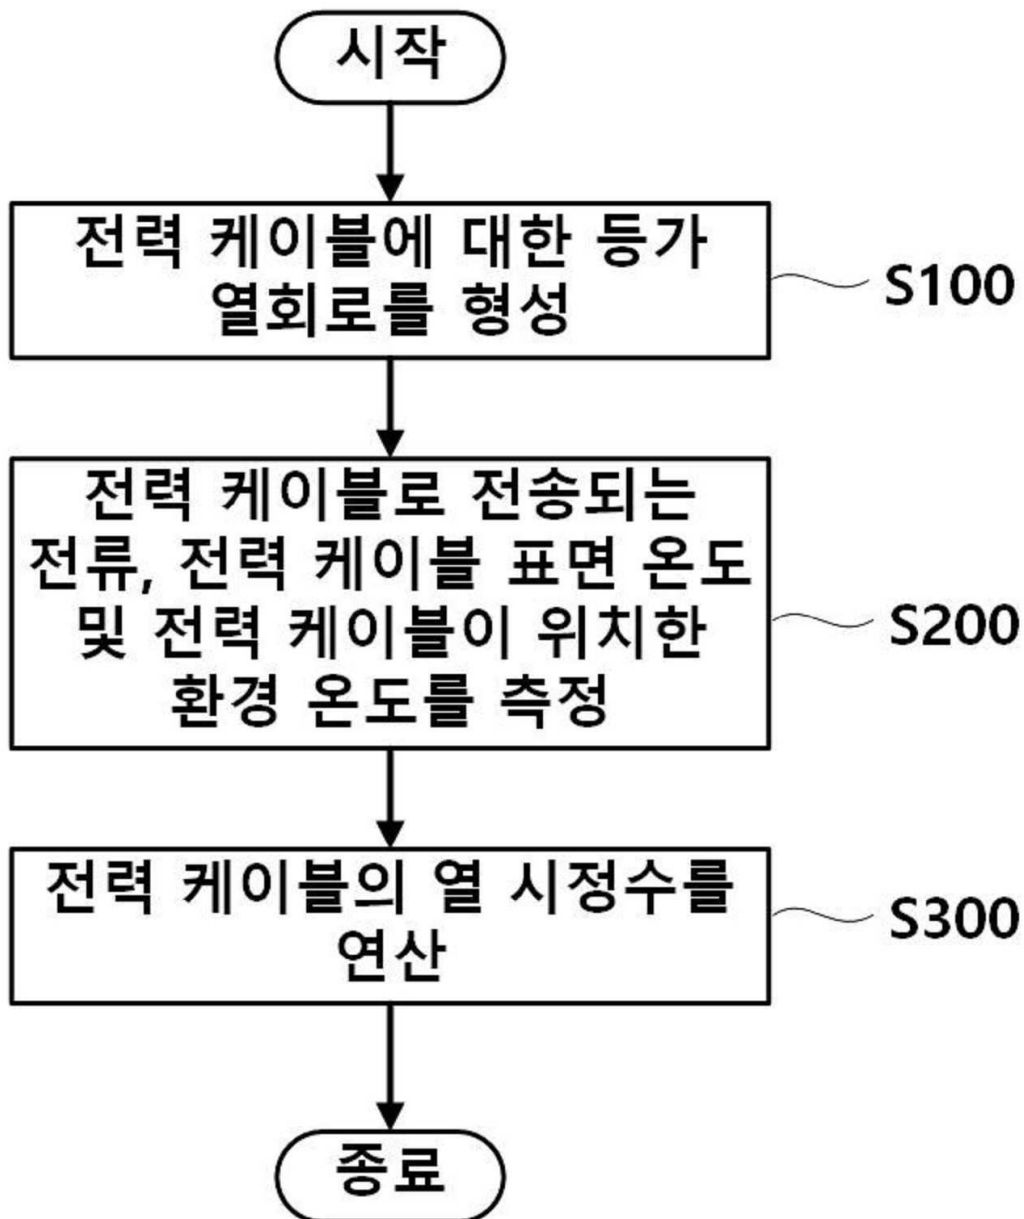 시작
전력 케이블에 대한 등가
열회로를 형성
S100
전력 케이블로 전송되는
전류, 전력 케이블 표면 온도
및 전력 케이블이 위치한
환경 온도를 측정
S200
전력 케이블의 열 시정수를
연산
S300
종료